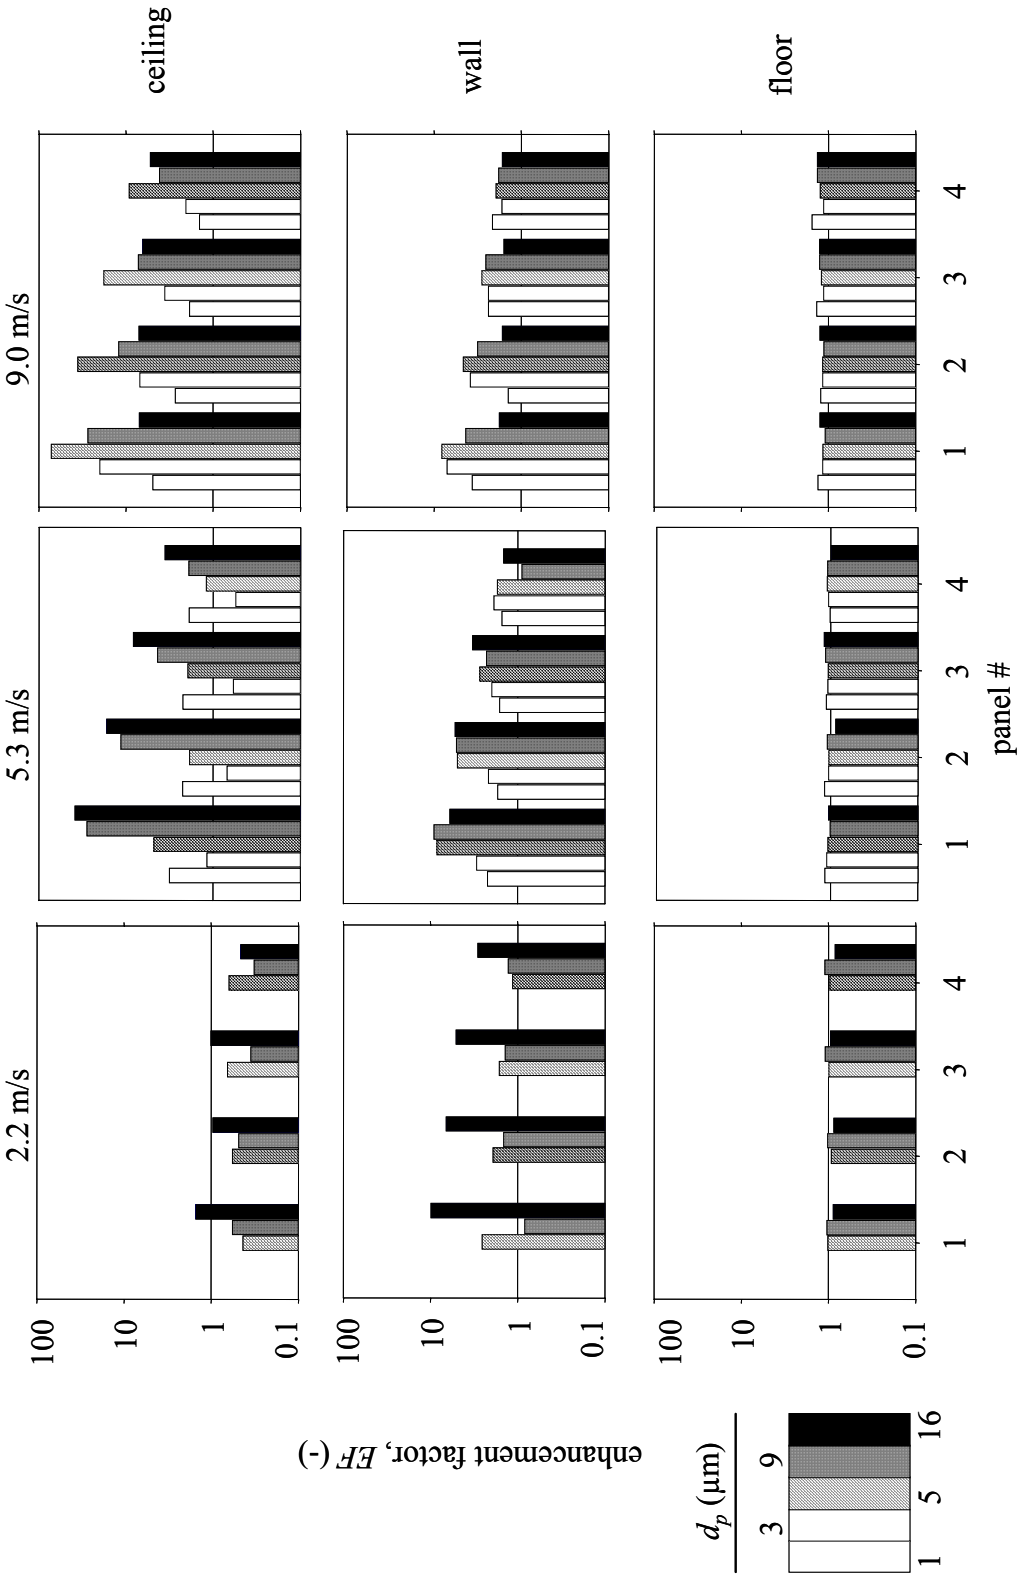 2.2 m/s
5.3 m/s
9.0 m/s
100
10
1
0.1
ceiling
enhancement factor, EF (-)
100
10
1
0.1
wall
100
10
1
0.1
floor
1 2 3 4
1 2 3 4
1 2 3 4
panel #
dp (μm)
3 9
1 5 16